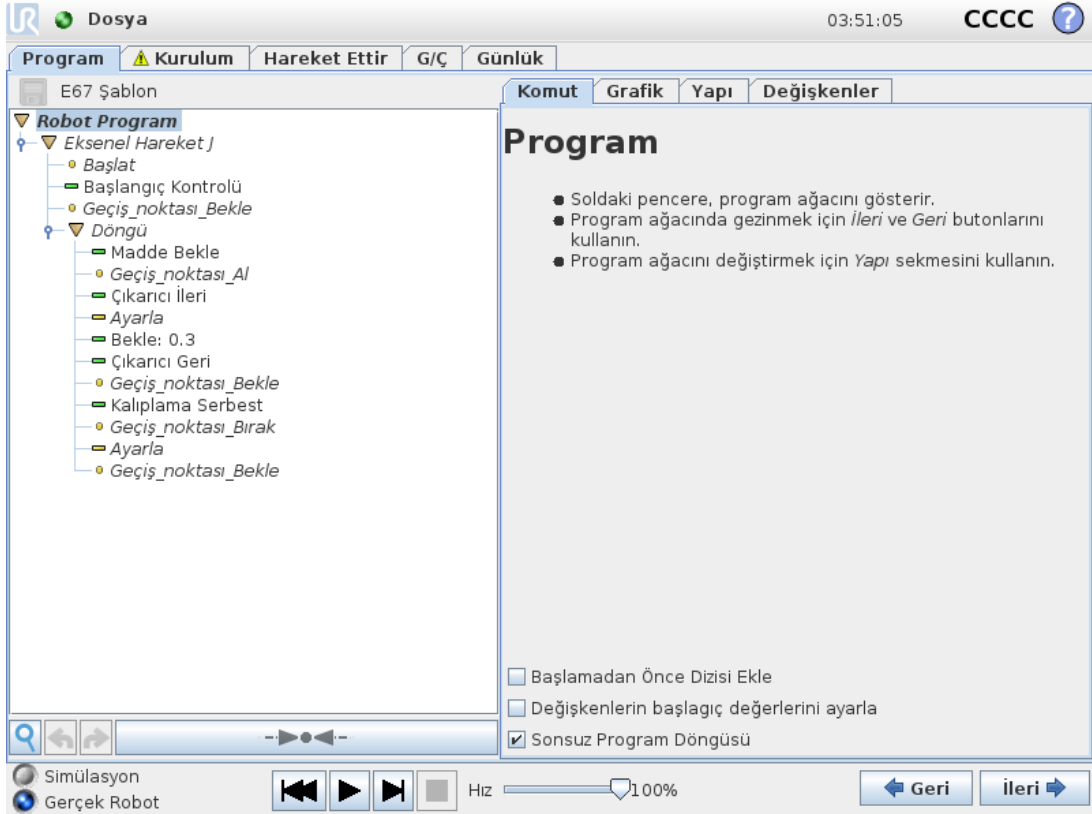 UR Dosya 03:51:05 CCCC ?
Program Kurulum Hareket Ettir G/Ç Günlük
E67 Şablon
Komut Grafik Yapı Değişkenler
Robot Program
Eksenel Hareket J
Başlat
Başlangıç Kontrolü
Geçiş_noktası_Bekle
Döngü
Madde Bekle
Geçiş_noktası_Al
Çıkarıcı İleri
Ayarla
Bekle: 0.3
Çıkarıcı Geri
Geçiş_noktası_Bekle
Kalıplama Serbest
Geçiş_noktası_Bırak
Ayarla
Geçiş_noktası_Bekle
Program
Soldaki pencere, program ağacını gösterir.
Program ağacında gezinmek için İleri ve Geri butonlarını
kullanın.
Program ağacını değiştirmek için Yapı sekmesini kullanın.
Başlamadan Önce Dizisi Ekle
Değişkenlerin başlagıç değerlerini ayarla
Sonsuz Program Döngüsü
Simülasyon
Gerçek Robot
Hız 100%
Geri İleri